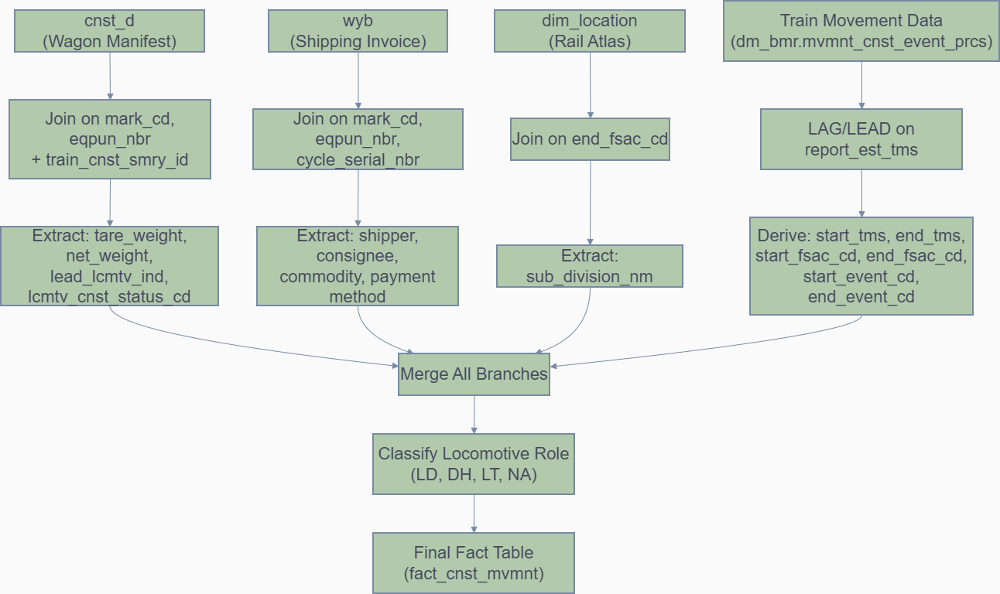 cnst_d
(Wagon Manifest)
wyb
(Shipping Invoice)
dim_location
(Rail Atlas)
Train Movement Data
(dm_bmr.mvmnt_cnst_event_prcs)
Join on mark_cd,
eqpun_nbr
+ train_cnst_smry_id
Join on mark_cd,
eqpun_nbr,
cycle_serial_nbr
Join on end_fsac_cd
LAG/LEAD on
report_est_tms
Extract: tare_weight,
net_weight,
lead_lcmtv_ind,
lcmtv_cnst_status_cd
Extract: shipper,
consignee,
commodity, payment
method
Extract:
sub_division_nm
Derive: start_tms, end_tms,
start_fsac_cd, end_fsac_cd,
start_event_cd,
end_event_cd
Merge All Branches
Classify Locomotive Role
(LD, DH, LT, NA)
Final Fact Table
(fact_cnst_mvmnt)